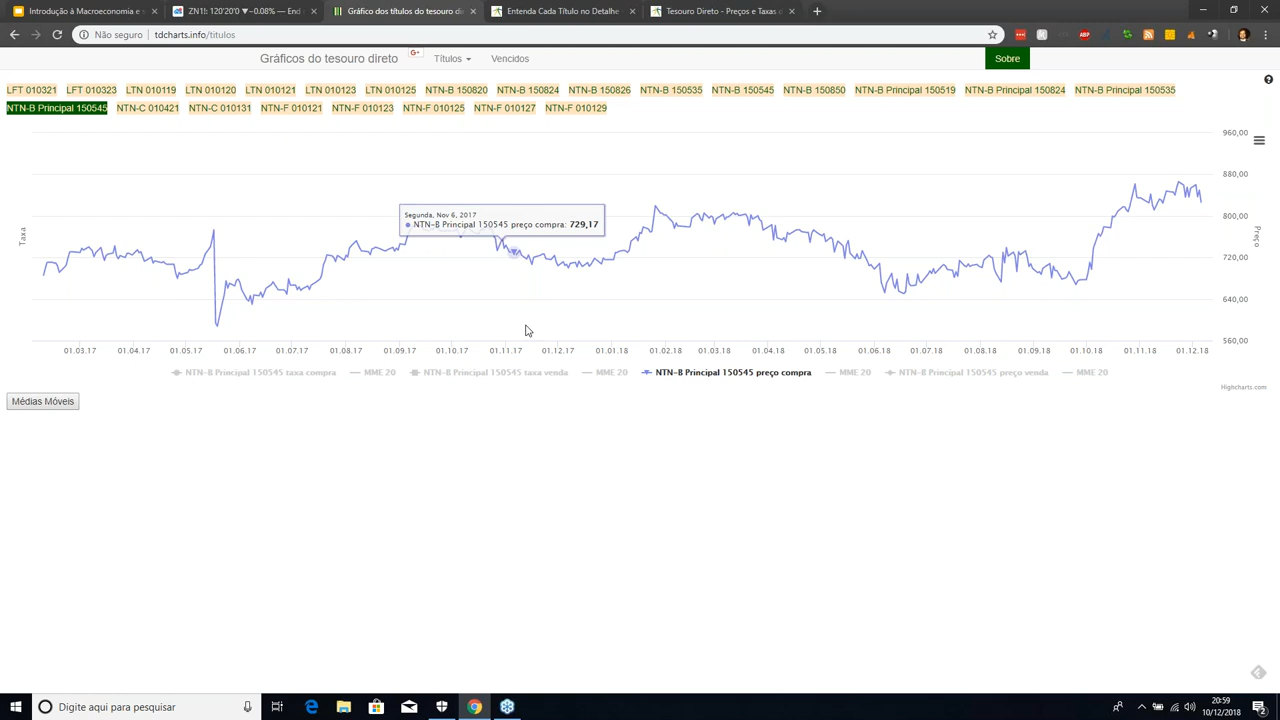 Introdução à Macroeconomia e s
ZN1!: 120'20'0 ▼−0.08% — End
Gráfico dos títulos do tesouro di
Entenda Cada Título no Detalhe
Tesouro Direto - Preços e Taxas d
Não seguro | tdcharts.info/titulos
Gráficos do tesouro direto
G+
Títulos
Vencidos
Sobre
LFT 010321 LFT 010323 LTN 010119 LTN 010120 LTN 010121 LTN 010123 LTN 010125 NTN-B 150820 NTN-B 150824 NTN-B 150826 NTN-B 150535 NTN-B 150545 NTN-B 150850 NTN-B Principal 150519 NTN-B Principal 150824 NTN-B Principal 150535
NTN-B Principal 150545 NTN-C 010421 NTN-C 010131 NTN-F 010121 NTN-F 010123 NTN-F 010125 NTN-F 010127 NTN-F 010129
960,00
880,00
800,00
720,00
640,00
560,00
Taxa
Preço
Segunda, Nov 6, 2017
NTN-B Principal 150545 preço compra: 729,17
01.03.17 01.04.17 01.05.17 01.06.17 01.07.17 01.08.17 01.09.17 01.10.17 01.11.17 01.12.17 01.01.18 01.02.18 01.03.18 01.04.18 01.05.18 01.06.18 01.07.18 01.08.18 01.09.18 01.10.18 01.11.18 01.12.18
NTN-B Principal 150545 taxa compra MME 20 NTN-B Principal 150545 taxa venda MME 20 NTN-B Principal 150545 preço compra MME 20 NTN-B Principal 150545 preço venda MME 20
Highcharts.com
Médias Móveis
Digite aqui para pesquisar
20:59
10/12/2018
2